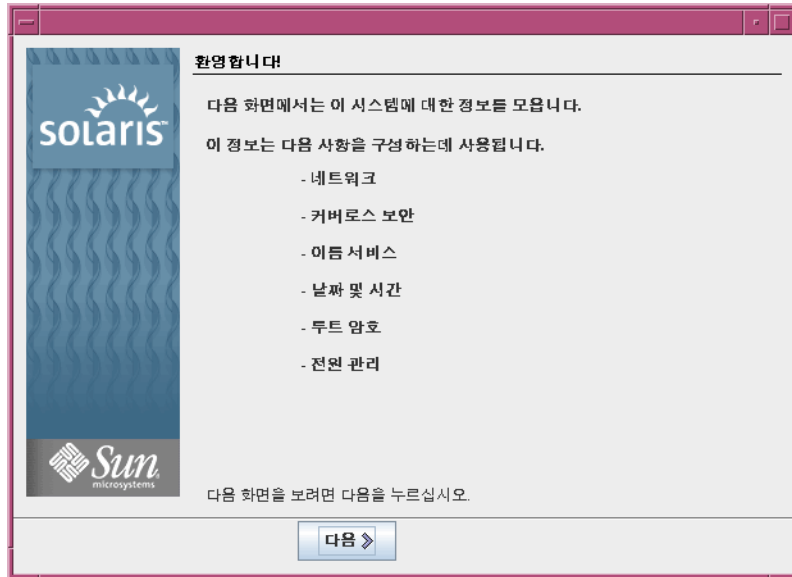 환영합니다!
다음 화면에서는 이 시스템에 대한 정보를 모읍니다.
이 정보는 다음 사항을 구성하는데 사용됩니다.
- 네트워크
- 커버로스 보안
- 이름 서비스
- 날짜 및 시간
- 루트 암호
- 전원 관리
solaris™
Sun
microsystems
다음 화면을 보려면 다음을 누르십시오.
다음